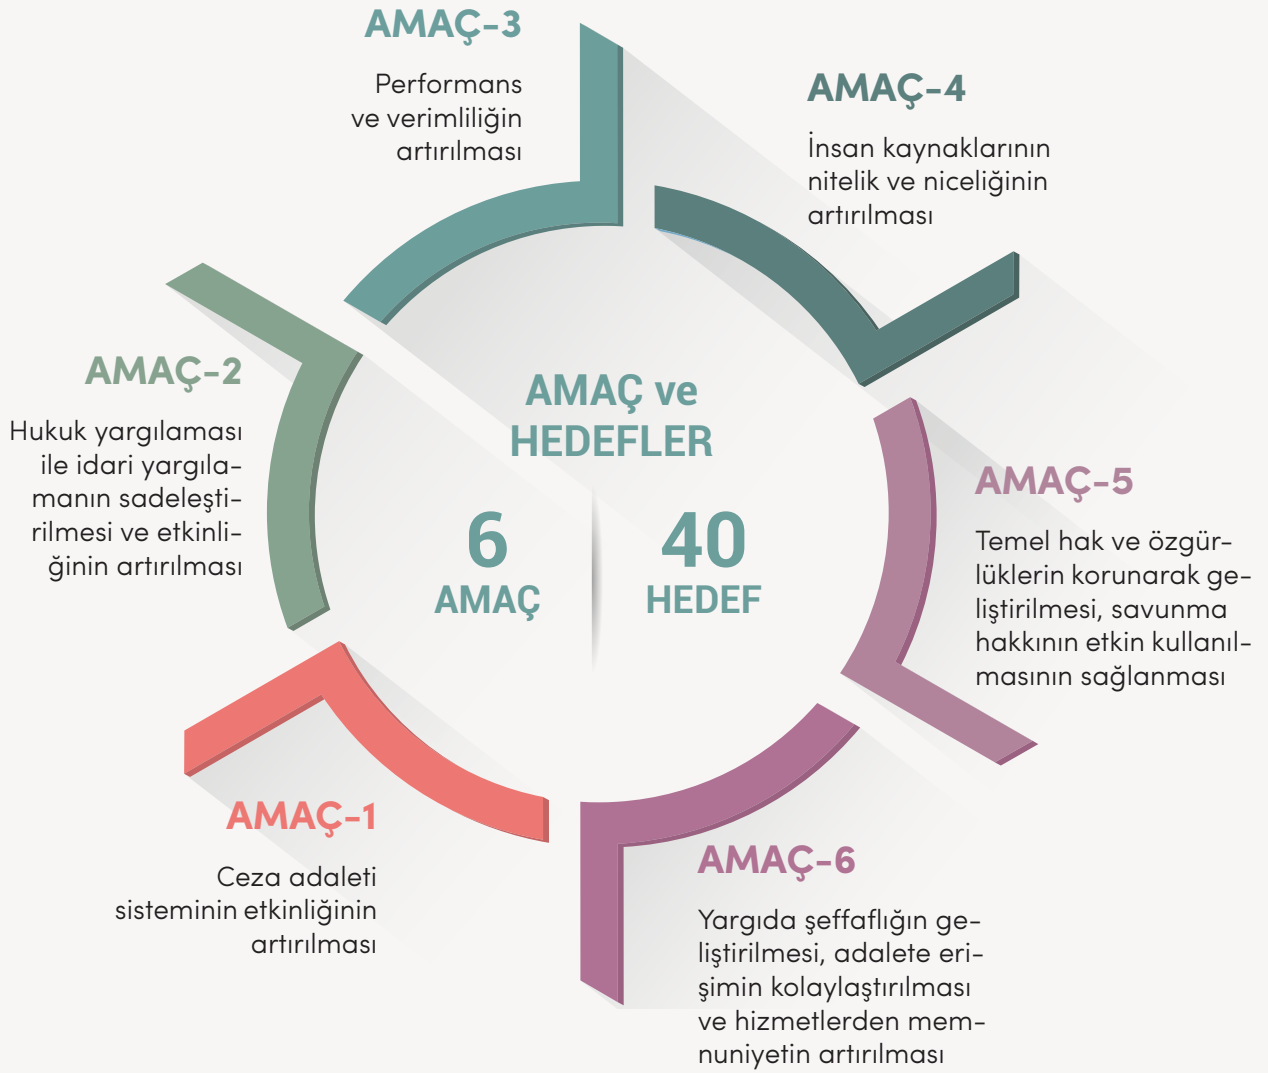 AMAÇ-3
Performans
ve verimliliğin
artırılması
AMAÇ-4
İnsan kaynaklarının
nitelik ve niceliğinin
artırılması
AMAÇ-2
Hukuk yargılaması
ile idari yargıla-
manın sadeleşti-
rilmesi ve etkinli-
ğinin artırılması
AMAÇ ve
HEDEFLER
6
AMAÇ
40
HEDEF
AMAÇ-5
Temel hak ve özgür-
lüklerin korunarak ge-
liştirilmesi, savunma
hakkının etkin kullanıl-
masının sağlanması
AMAÇ-1
Ceza adaleti
sisteminin etkinliğinin
artırılması
AMAÇ-6
Yargıda şeffaflığın ge-
liştirilmesi, adalete eri-
şimin kolaylaştırılması
ve hizmetlerden mem-
nuniyetin artırılması